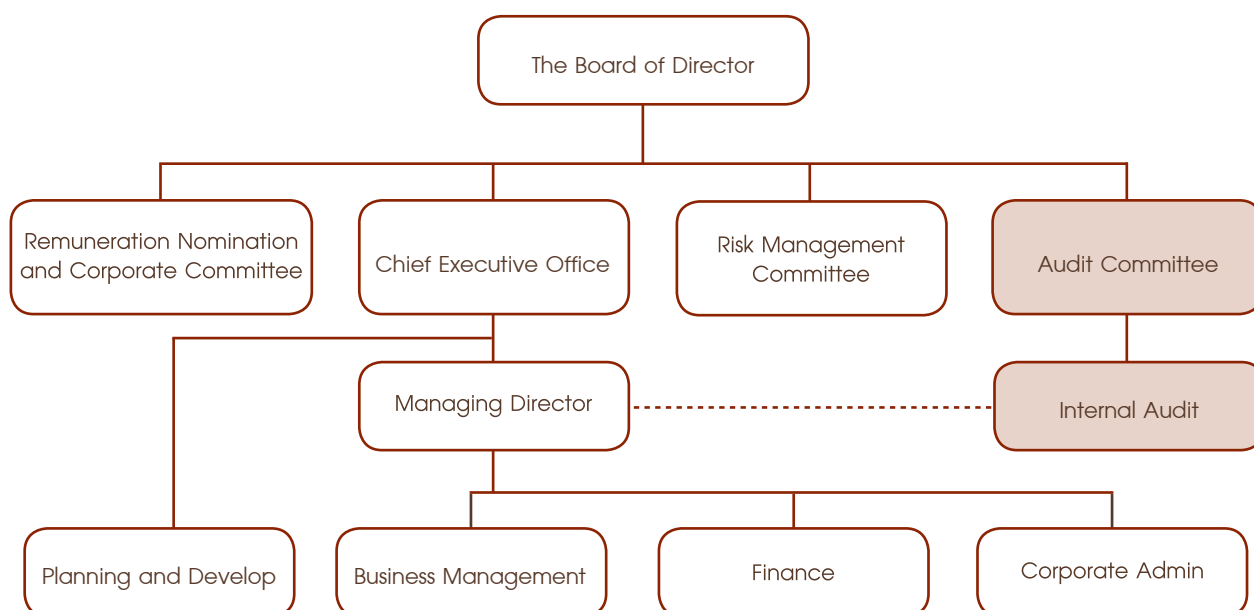 The Board of Director
Remuneration Nomination
and Corporate Committee
Chief Executive Office
Risk Management
Committee
Audit Committee
Managing Director
Internal Audit
Planning and Develop
Business Management
Finance
Corporate Admin